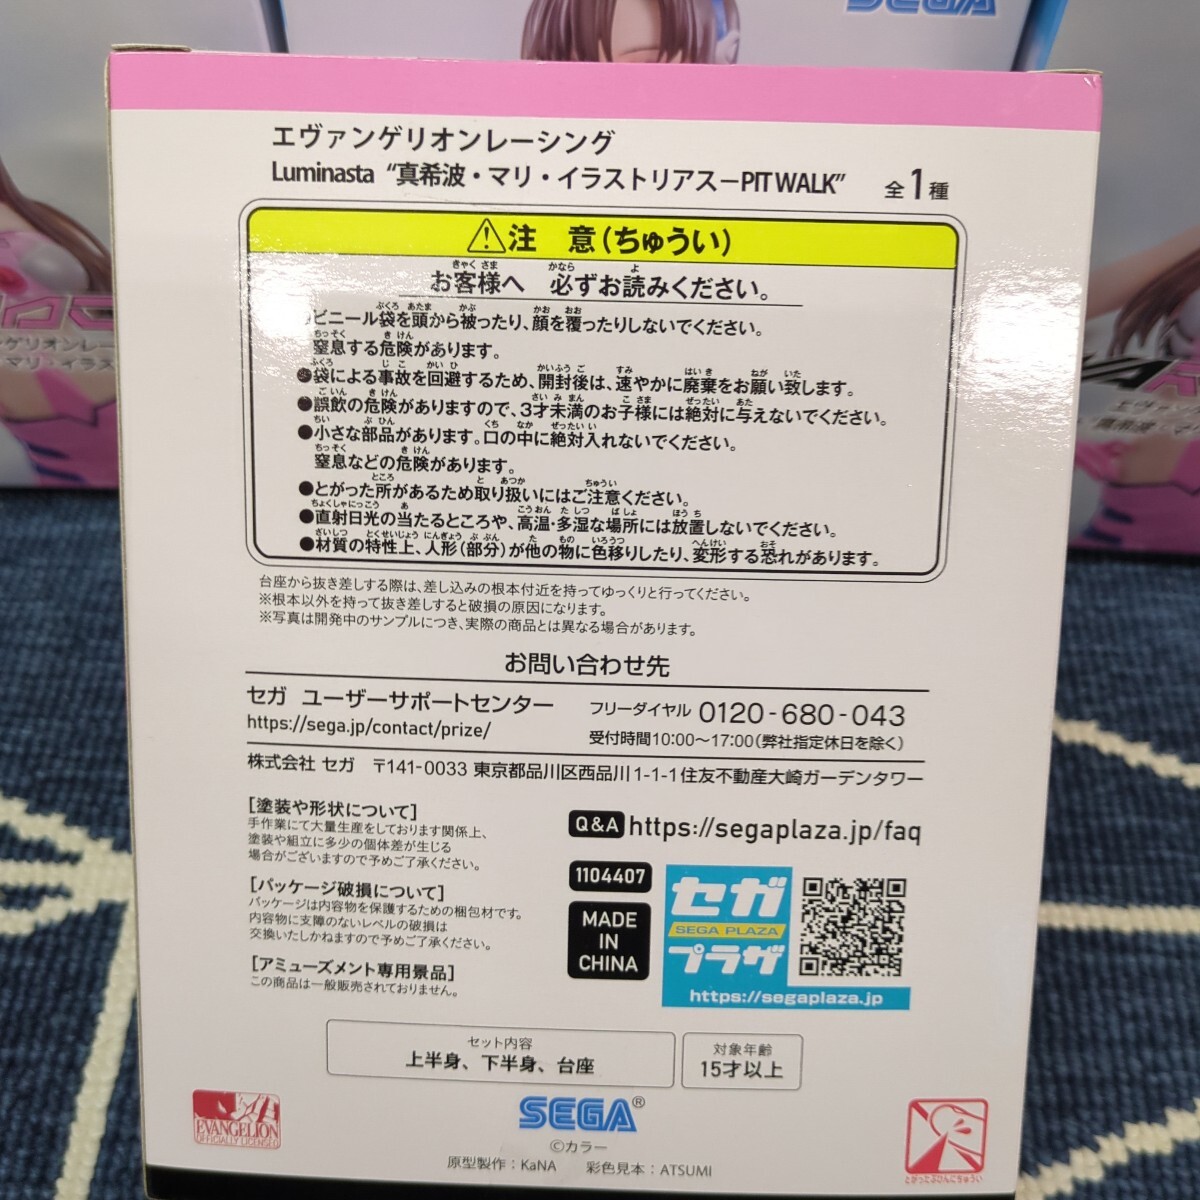 SEGA
エヴァンゲリオンレーシング
Luminasta “真希波・マリ・イラストリアス－PIT WALK” 全1種
⚠注 意(ちゅうい)
お客様へ 必ずお読みください。
きゃく さま かなら よ
ビニール袋を頭から被ったり、顔を覆ったりしないでください。
窒息する危険があります。
●袋による事故を回避するため、開封後は、速やかに廃棄をお願い致します。
●誤飲の危険がありますので、3才未満のお子様には絶対に与えないでください。
●小さな部品があります。口の中に絶対入れないでください。
窒息などの危険があります。
●とがった所があるため取り扱いにはご注意ください。
●直射日光の当たるところや、高温・多湿な場所には放置しないでください。
●材質の特性上、人形(部分)が他の物に色移りしたり、変形する恐れがあります。
台座から抜き差しする際は、差し込みの根本付近を持ってゆっくりと行ってください。
※根本以外を持って抜き差しすると破損の原因になります。
※写真は開発中のサンプルにつき、実際の商品とは異なる場合があります。
お問い合わせ先
セガ ユーザーサポートセンター
https://sega.jp/contact/prize/
フリーダイヤル 0120-680-043
受付時間10:00～17:00(弊社指定休日を除く)
株式会社 セガ 〒141-0033 東京都品川区西品川1-1-1住友不動産大崎ガーデンタワー
[塗装や形状について]
手作業にて大量生産をしております関係上、
塗装や組立に多少の個体差が生じる
場合がございますので予めご了承ください。
[パッケージ破損について]
パッケージは内容物を保護するための梱包材です。
内容物に支障のないレベルの破損は
交換いたしかねますので予めご了承ください。
[アミューズメント専用景品]
この商品は一般販売されておりません。
Q&A https://segaplaza.jp/faq
1104407
MADE
IN
CHINA
セガ
SEGA PLAZA
プラザ
https://segaplaza.jp
セット内容
上半身、下半身、台座
対象年齢
15才以上
EVANGELION
OFFICIALLY LICENSED
SEGA®
©カラー
原型製作：KaNA 彩色見本：ATSUMI
とがったぶひんにちゅうい